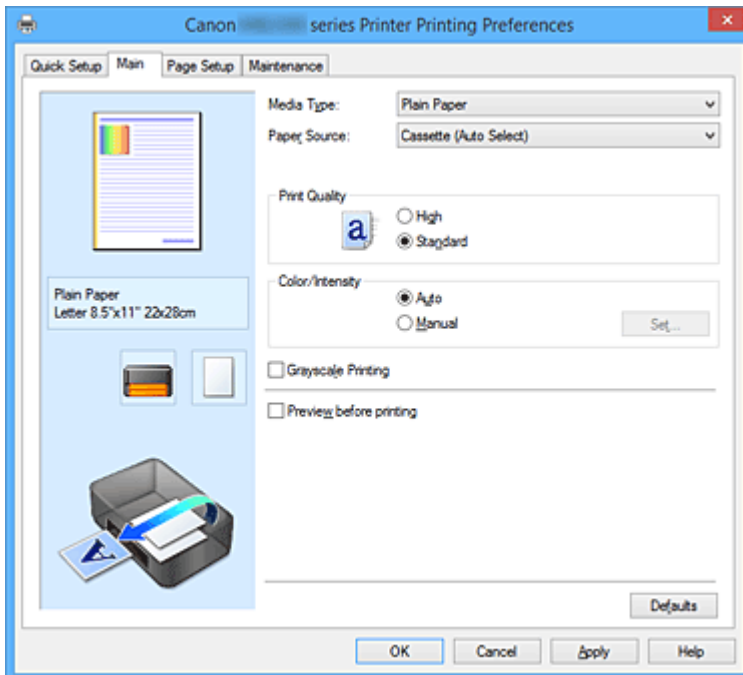 Canon series Printer Printing Preferences
Quick Setup Main Page Setup Maintenance
Media Type: Plain Paper
Paper Source: Cassette (Auto Select)
Print Quality
a
High
Standard
Color/Intensity
Auto
Manual
Set...
Plain Paper
Letter 8.5"x11" 22x28cm
Grayscale Printing
Preview before printing
A
Defaults
OK Cancel Apply Help